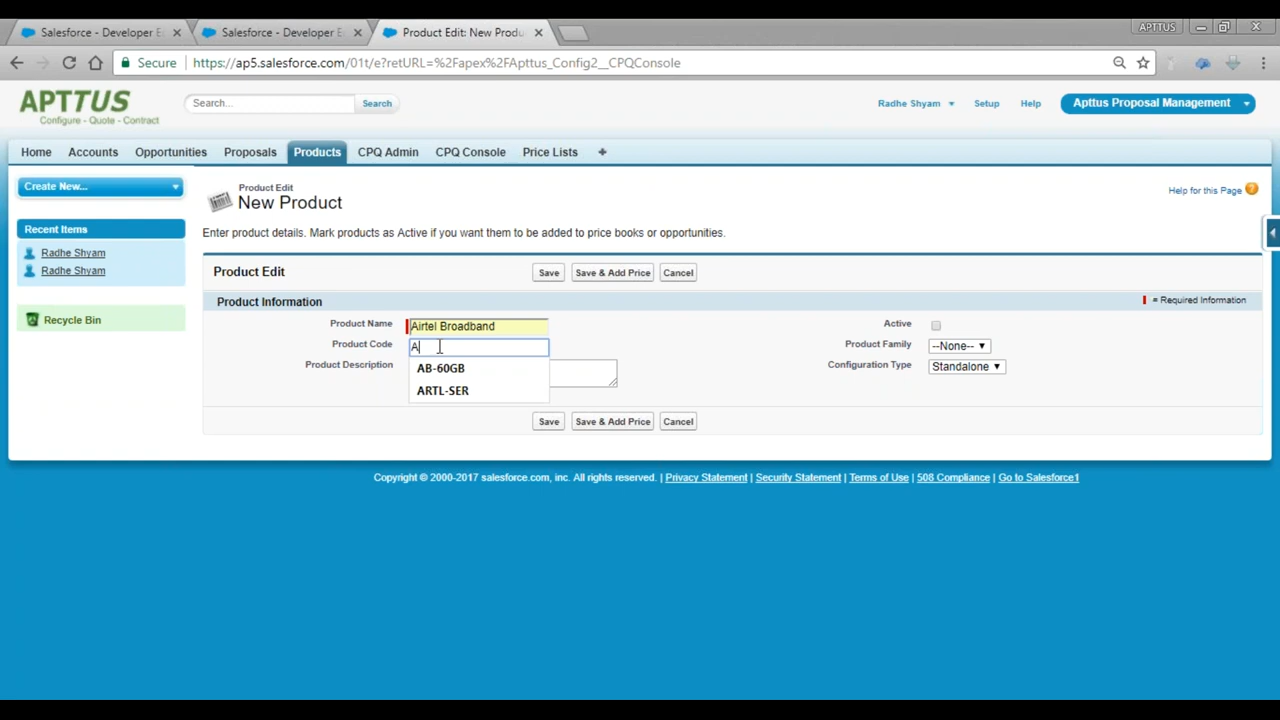 APTTUS
Salesforce - Developer E
Salesforce - Developer E
Product Edit: New Produ
Secure
https://ap5.salesforce.com/01t/e?retURL=%2Fapex%2FApttus_Config2__CPQConsole
APTTUS
Configure - Quote - Contract
Search...
Search
Radhe Shyam
Setup
Help
Apttus Proposal Management
Home
Accounts
Opportunities
Proposals
Products
CPQ Admin
CPQ Console
Price Lists
+
Create New...
Recent Items
Radhe Shyam
Radhe Shyam
Recycle Bin
Product Edit
New Product
Help for this Page
?
Enter product details. Mark products as Active if you want them to be added to price books or opportunities.
Product Edit
Save
Save & Add Price
Cancel
Product Information
= Required Information
Product Name
Airtel Broadband
Active
Product Code
A
Product Family
--None--
AB-60GB
Product Description
Configuration Type
Standalone
ARTL-SER
Save
Save & Add Price
Cancel
Copyright © 2000-2017 salesforce.com, inc. All rights reserved. | Privacy Statement | Security Statement | Terms of Use | 508 Compliance | Go to Salesforce1